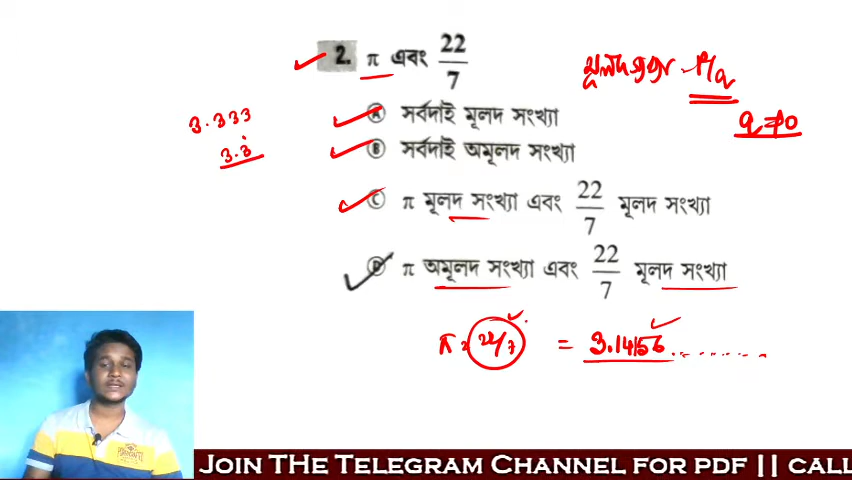 2. π এবং 22/7
মূলদ সংখ্যা → p/q
q ≠ 0
3.333
3.3̇
A সর্বদাই মূলদ সংখ্যা
B সর্বদাই অমূলদ সংখ্যা
C π মূলদ সংখ্যা এবং 22/7 মূলদ সংখ্যা
D π অমূলদ সংখ্যা এবং 22/7 মূলদ সংখ্যা
π = 22/7 = 3.14156.........
JOIN THE TELEGRAM CHANNEL FOR PDF || CALL